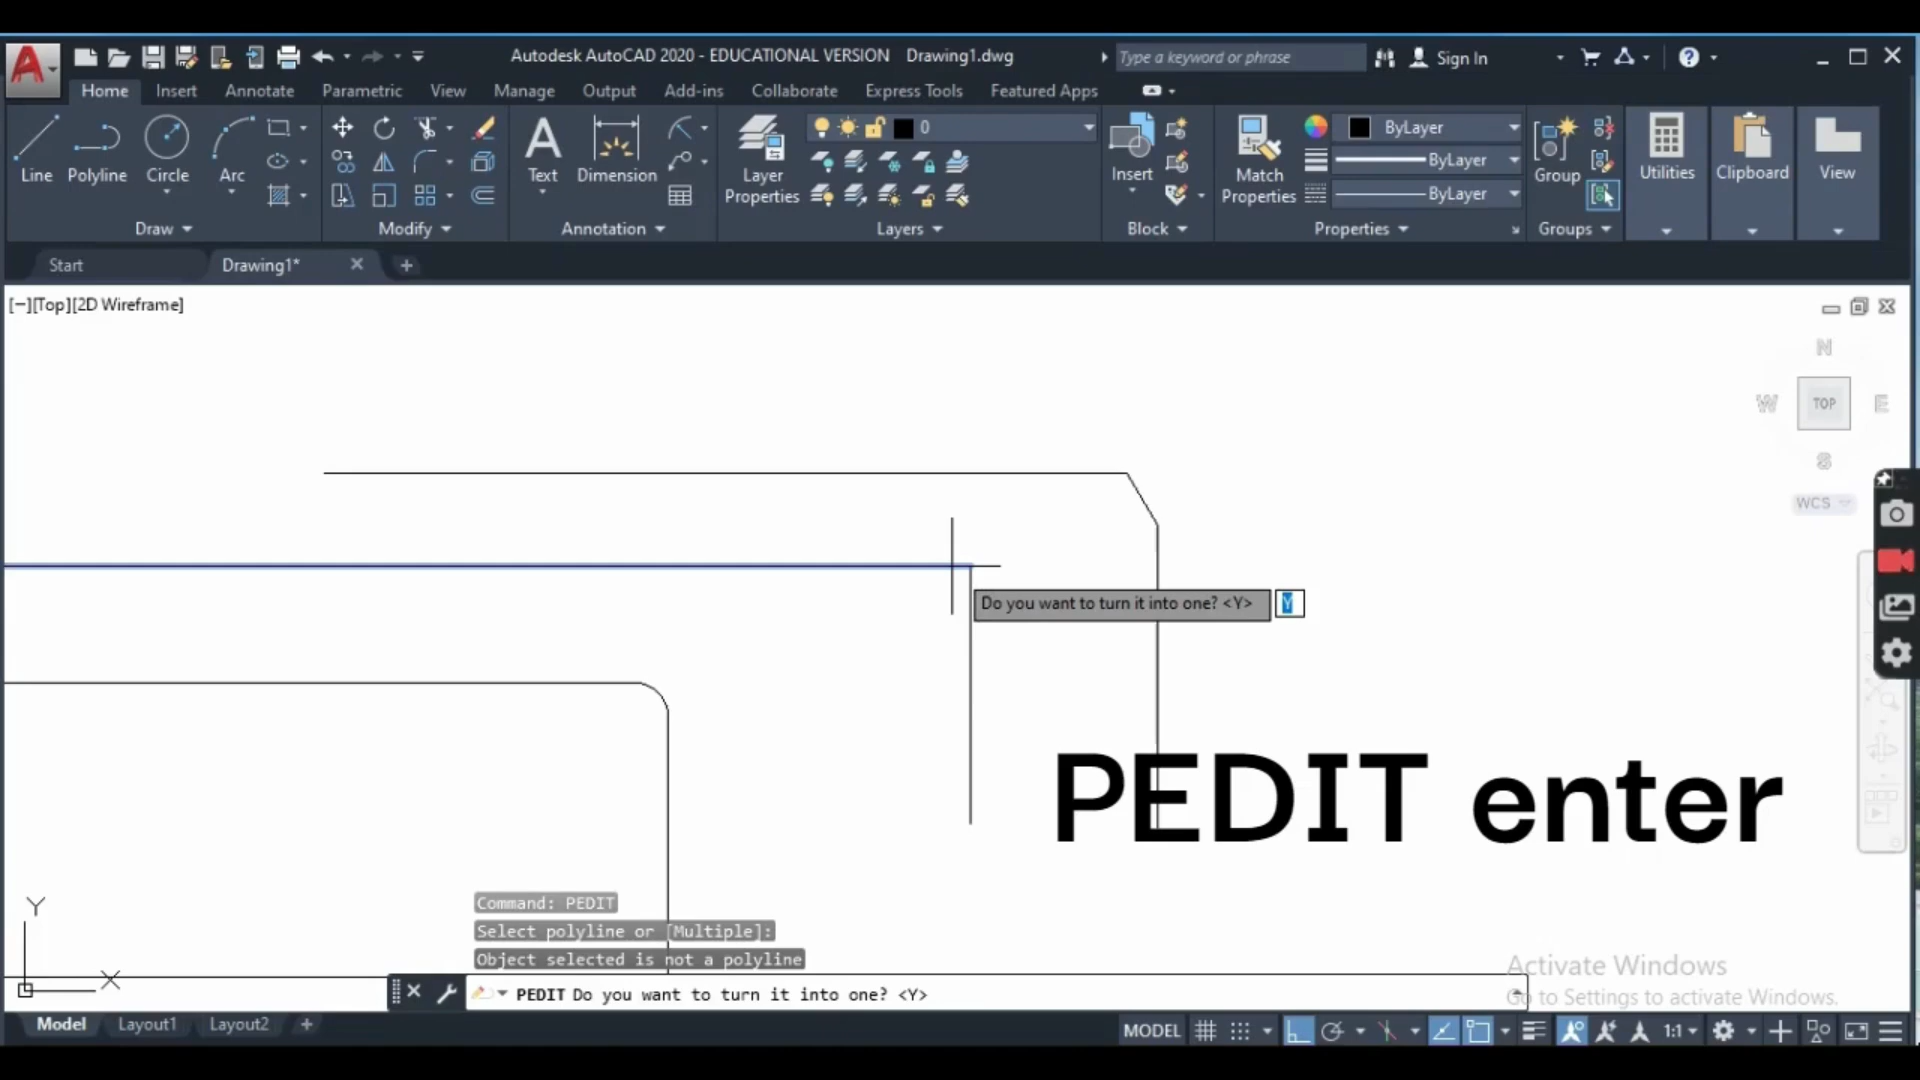 Autodesk AutoCAD 2020 - EDUCATIONAL VERSION Drawing1.dwg
Type a keyword or phrase
Sign In
Home Insert Annotate Parametric View Manage Output Add-ins Collaborate Express Tools Featured Apps
0
ByLayer
ByLayer
ByLayer
Line Polyline Circle Arc
Text Dimension
Layer Properties
Insert
Match Properties
Group
Utilities
Clipboard
View
Draw Modify Annotation Layers Block Properties Groups
Start Drawing1*
[−][Top][2D Wireframe]
N
W TOP E
S
WCS
Do you want to turn it into one? <Y> Y
PEDIT enter
Y
X
Command: PEDIT
Select polyline or [Multiple]:
Object selected is not a polyline
PEDIT Do you want to turn it into one? <Y>
Activate Windows
Go to Settings to activate Windows.
Model Layout1 Layout2
MODEL 1:1